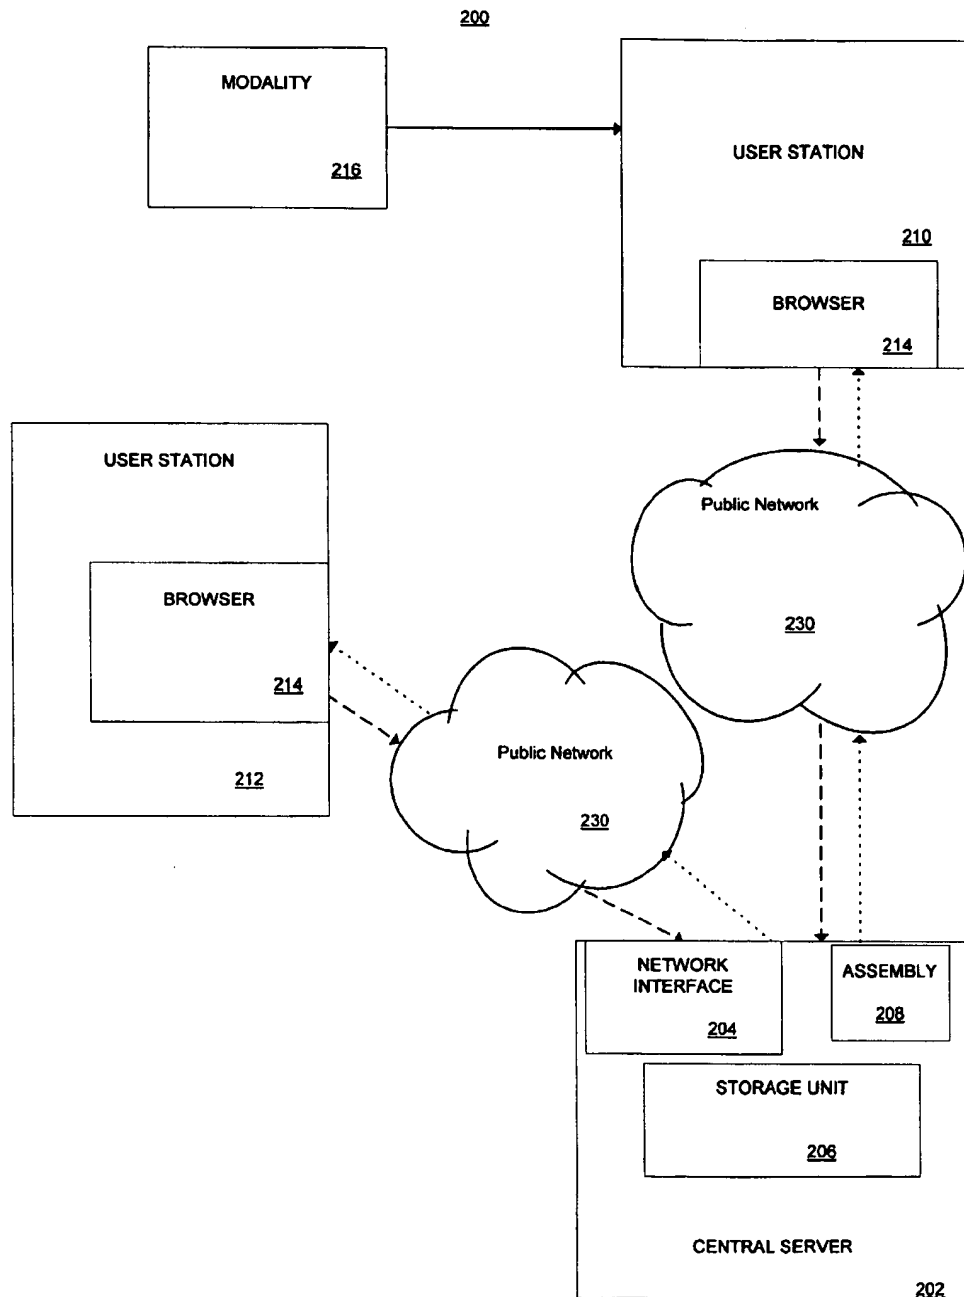 200
MODALITY
216
USER STATION
210
BROWSER
214
USER STATION
BROWSER
214
212
Public Network
230
Public Network
230
NETWORK
INTERFACE
204
ASSEMBLY
208
STORAGE UNIT
206
CENTRAL SERVER
202